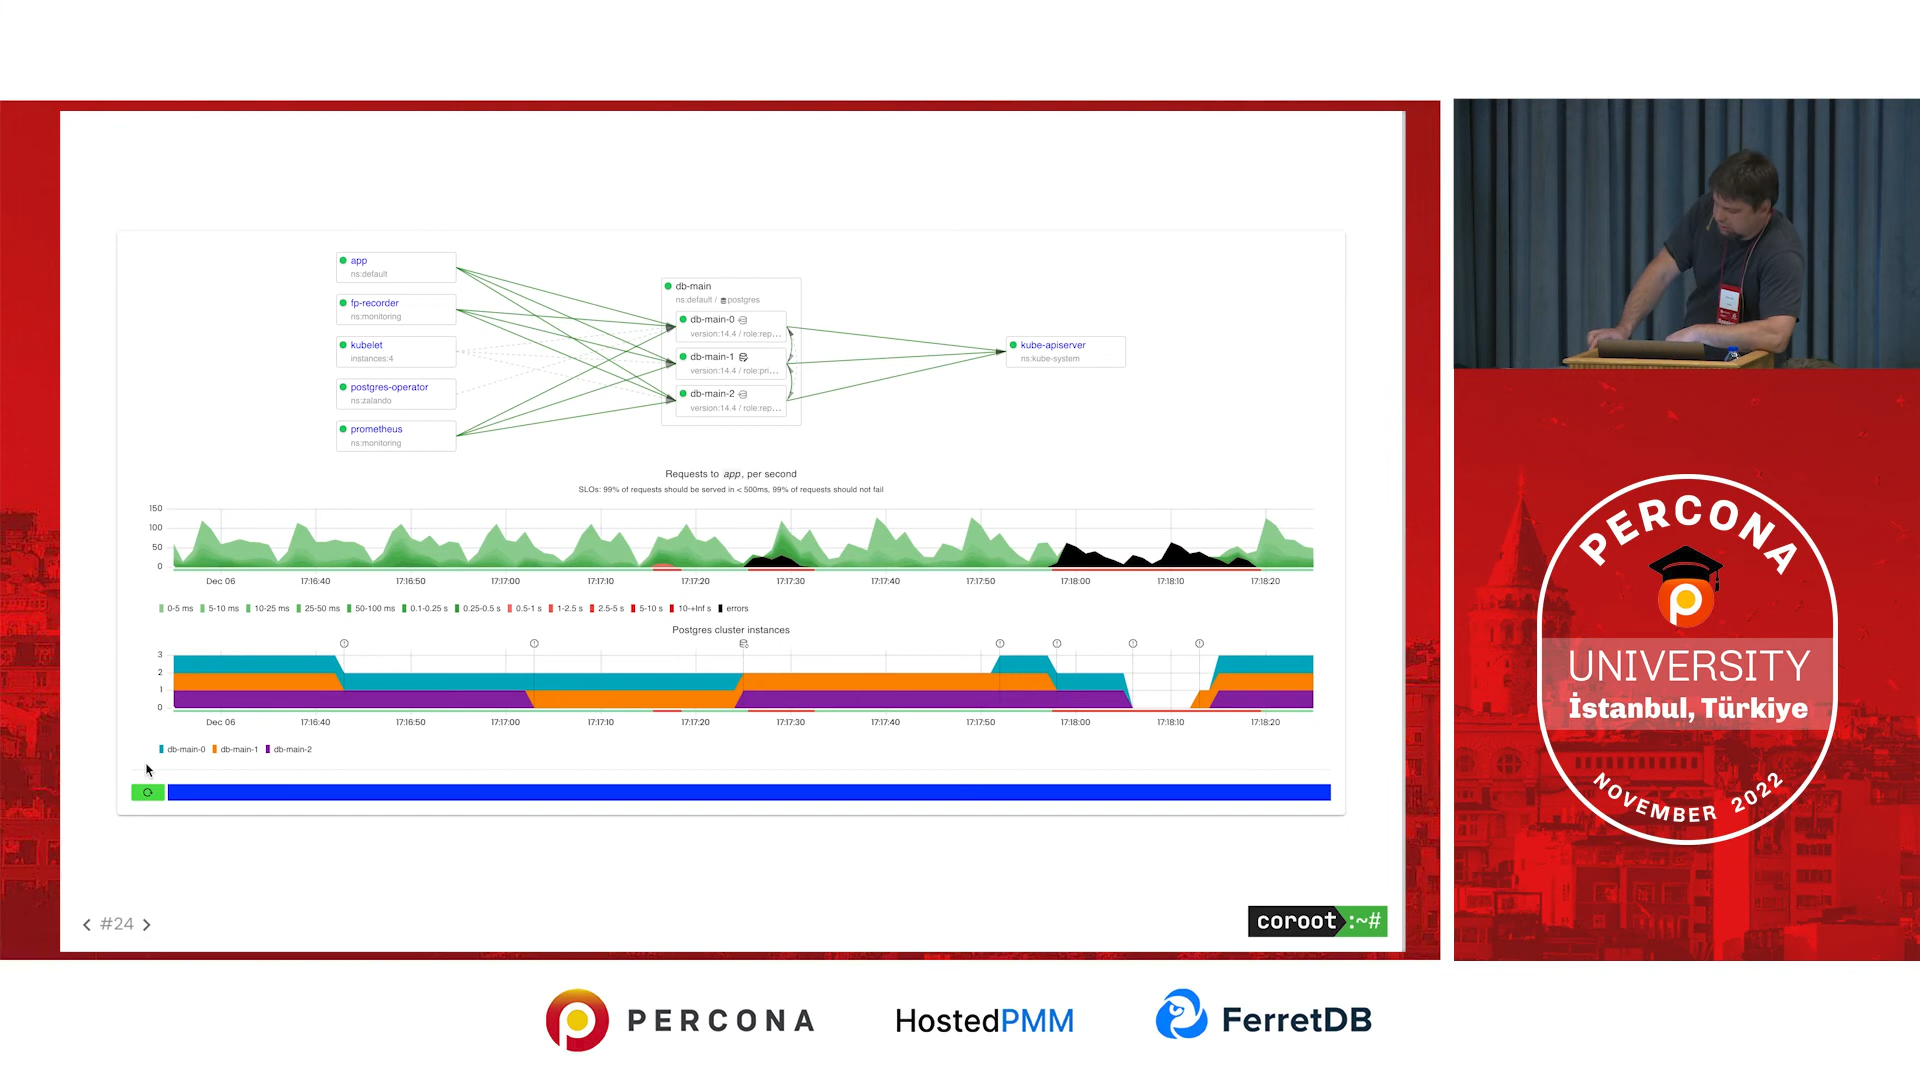 app
ns:default
fp-recorder
ns:monitoring
kubelet
instances:4
postgres-operator
ns:zalando
prometheus
ns:monitoring
db-main
ns:default / postgres
db-main-0
version:14.4 / role:rep...
db-main-1
version:14.4 / role:pri...
db-main-2
version:14.4 / role:rep...
kube-apiserver
ns:kube-system
Requests to app, per second
SLOs: 99% of requests should be served in < 500ms, 99% of requests should not fail
150
100
50
0
Dec 06 17:16:40 17:16:50 17:17:00 17:17:10 17:17:20 17:17:30 17:17:40 17:17:50 17:18:00 17:18:10 17:18:20
0-5 ms 5-10 ms 10-25 ms 25-50 ms 50-100 ms 0.1-0.25 s 0.25-0.5 s 0.5-1 s 1-2.5 s 2.5-5 s 5-10 s 10-+Inf s errors
Postgres cluster instances
3
2
1
0
Dec 06 17:16:40 17:16:50 17:17:00 17:17:10 17:17:20 17:17:30 17:17:40 17:17:50 17:18:00 17:18:10 17:18:20
db-main-0 db-main-1 db-main-2
< #24 >
coroot :~#
PERCONA
UNIVERSITY
İstanbul, Türkiye
NOVEMBER 2022
PERCONA
HostedPMM
FerretDB